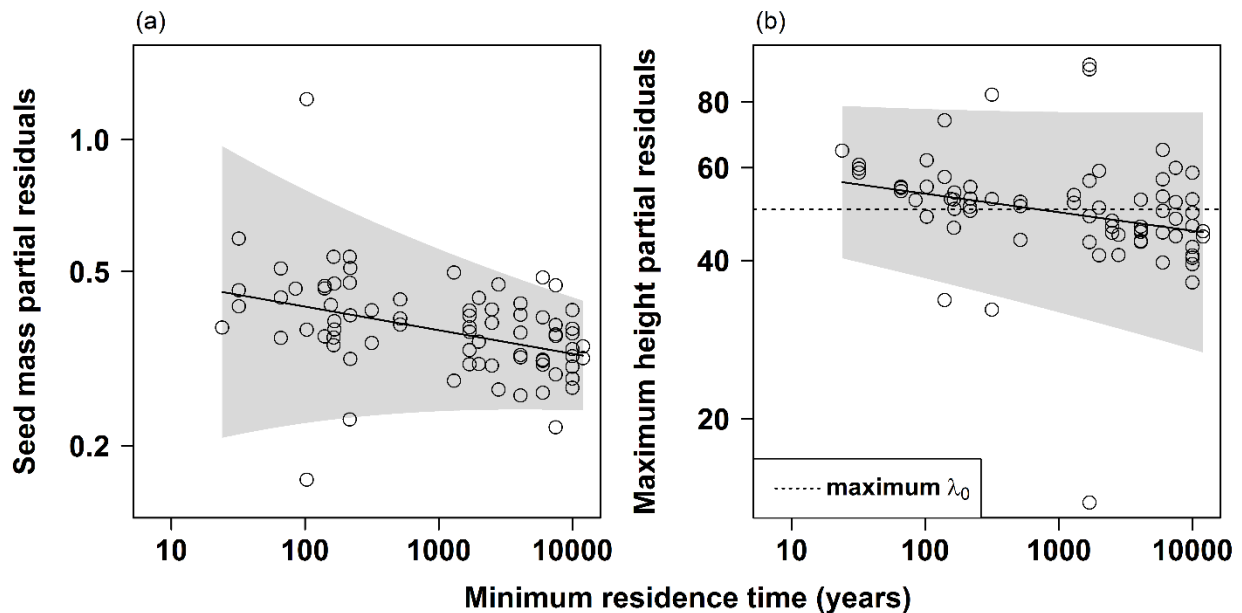 (a)
(b)
Seed mass partial residuals
1.0
0.5
0.2
10 100 1000 10000
Maximum height partial residuals
80
60
40
20
maximum λ₀
10 100 1000 10000
Minimum residence time (years)